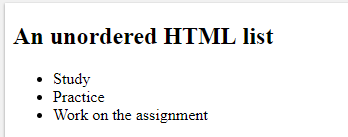 An unordered HTML list
Study
Practice
Work on the assignment